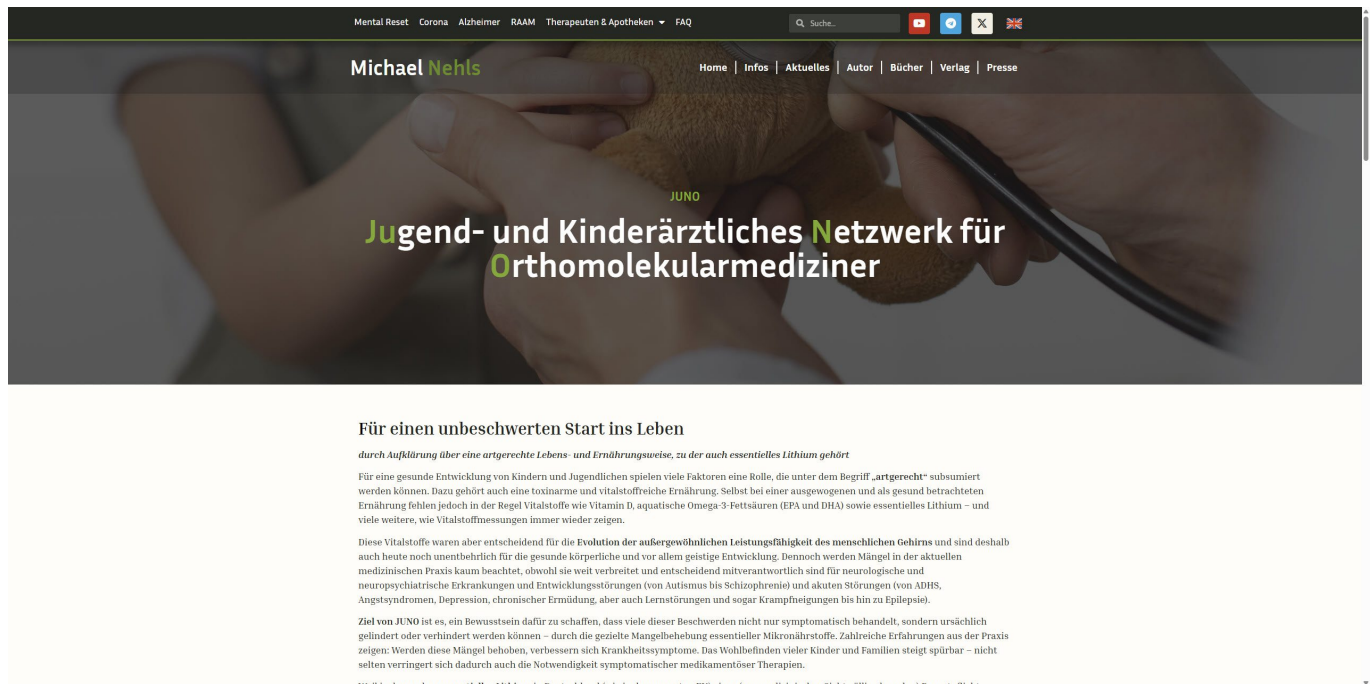 Mental Reset Corona Alzheimer RAAM Therapeuten & Apotheken FAQ Suche...
Michael Nehls
Home | Infos | Aktuelles | Autor | Bücher | Verlag | Presse
JUNO
Jugend- und Kinderärztliches Netzwerk für
Orthomolekularmediziner
Für einen unbeschwerten Start ins Leben
durch Aufklärung über eine artgerechte Lebens- und Ernährungsweise, zu der auch essentielles Lithium gehört
Für eine gesunde Entwicklung von Kindern und Jugendlichen spielen viele Faktoren eine Rolle, die unter dem Begriff „artgerecht“ subsumiert
werden können. Dazu gehört auch eine toxinarme und vitalstoffreiche Ernährung. Selbst bei einer ausgewogenen und als gesund betrachteten
Ernährung fehlen jedoch in der Regel Vitalstoffe wie Vitamin D, aquatische Omega-3-Fettsäuren (EPA und DHA) sowie essentielles Lithium – und
viele weitere, wie Vitalstoffmessungen immer wieder zeigen.
Diese Vitalstoffe waren aber entscheidend für die Evolution der außergewöhnlichen Leistungsfähigkeit des menschlichen Gehirns und sind deshalb
auch heute noch unentbehrlich für die gesunde körperliche und vor allem geistige Entwicklung. Dennoch werden Mängel in der aktuellen
medizinischen Praxis kaum beachtet, obwohl sie weit verbreitet und entscheidend mitverantwortlich sind für neurologische und
neuropsychiatrische Erkrankungen und Entwicklungsstörungen (von Autismus bis Schizophrenie) und akuten Störungen (von ADHS,
Angstsyndromen, Depression, chronischer Ermüdung, aber auch Lernstörungen und sogar Krampfneigungen bis hin zu Epilepsie).
Ziel von JUNO ist es, ein Bewusstsein dafür zu schaffen, dass viele dieser Beschwerden nicht nur symptomatisch behandelt, sondern ursächlich
gelindert oder verhindert werden können – durch die gezielte Mangelbehebung essentieller Mikronährstoffe. Zahlreiche Erfahrungen aus der Praxis
zeigen: Werden diese Mängel behoben, verbessern sich Krankheitssymptome. Das Wohlbefinden vieler Kinder und Familien steigt spürbar – nicht
selten verringert sich dadurch auch die Notwendigkeit symptomatischer medikamentöser Therapien.